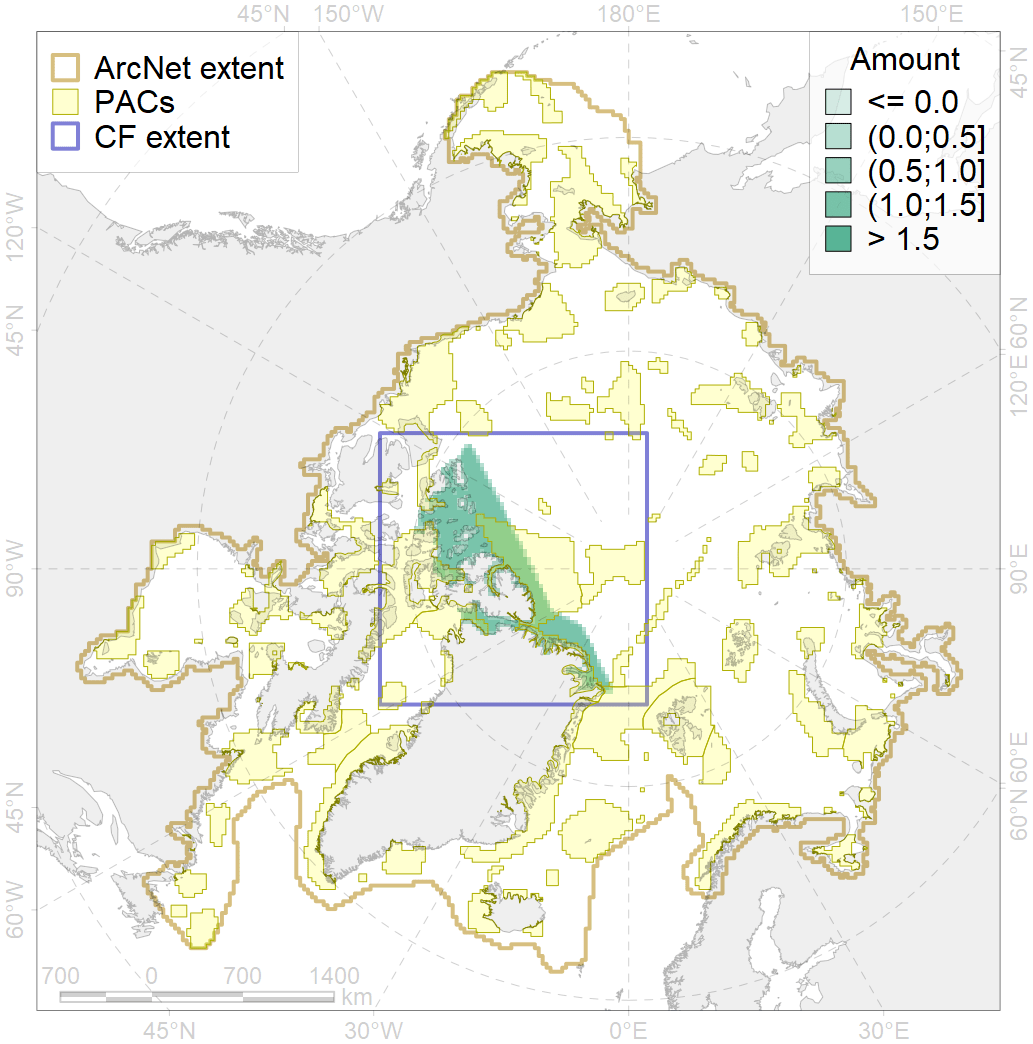 45°N 150°W 180°E 150°E
ArcNet extent
PACs
CF extent
Amount
<= 0.0
(0.0;0.5]
(0.5;1.0]
(1.0;1.5]
> 1.5
45°N
120°W
45°N
90°W
45°N
60°W
60°N
120°E
90°E
60°E
60°N
700 0 700 1400
km
45°N 30°W 0°E 30°E